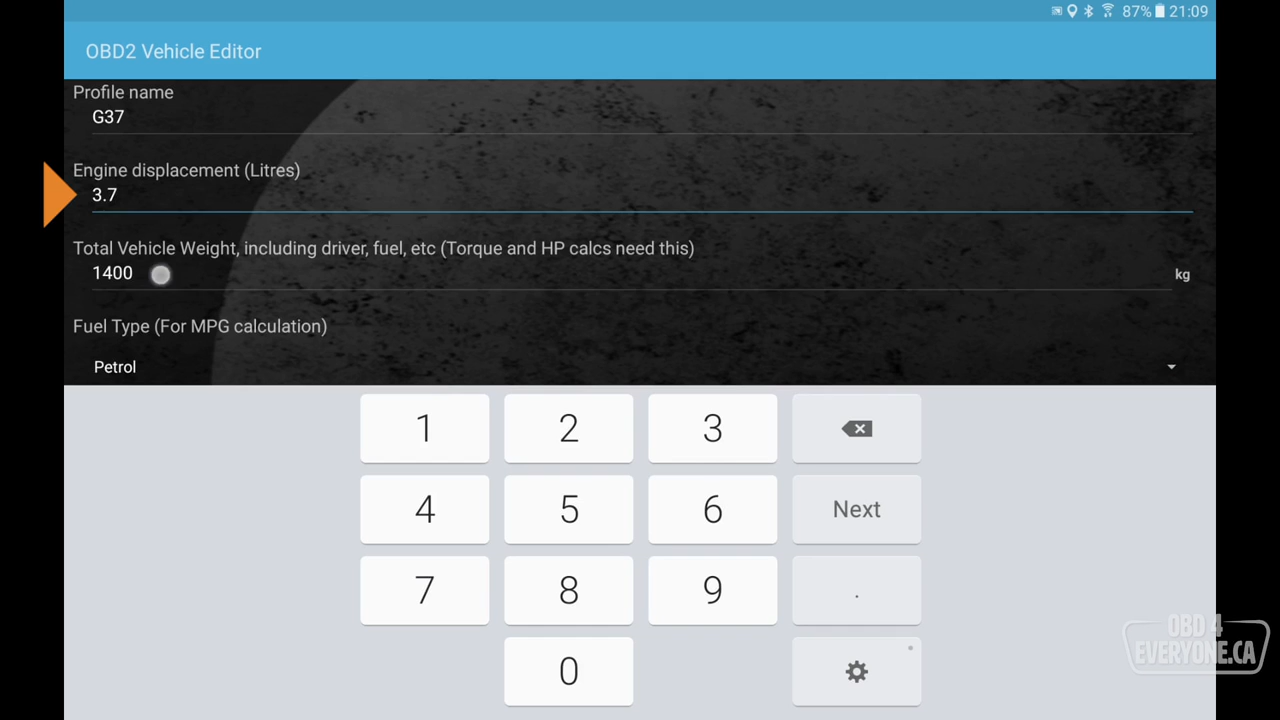 87% 21:09
OBD2 Vehicle Editor
Profile name
G37
Engine displacement (Litres)
3.7
Total Vehicle Weight, including driver, fuel, etc (Torque and HP calcs need this)
1400 kg
Fuel Type (For MPG calculation)
Petrol
1 2 3
4 5 6 Next
7 8 9 .
0
OBD 4
EVERYONE.CA